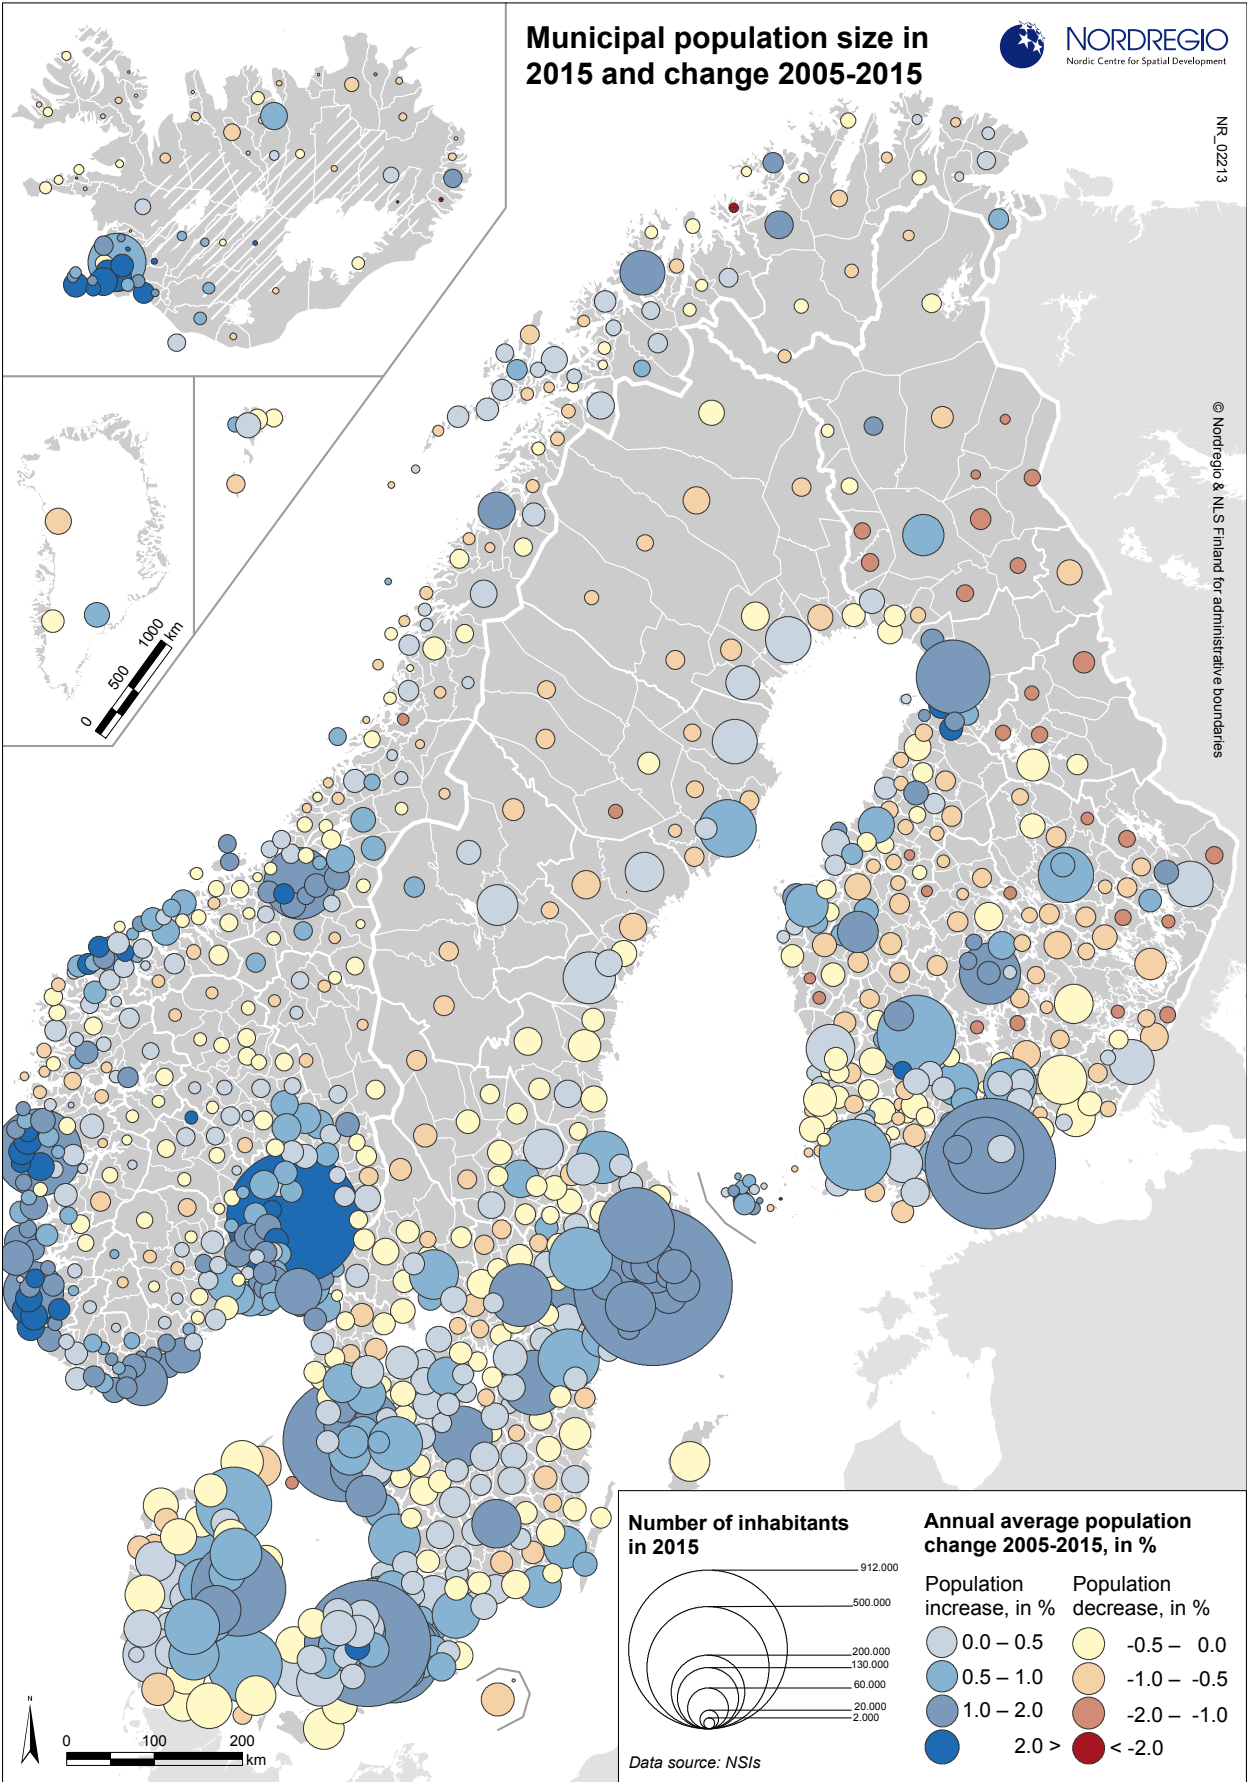 Municipal population size in
2015 and change 2005-2015
NORDREGIO
Nordic Centre for Spatial Development
NR_02213
© Nordregio & NLS Finland for administrative boundaries
0
500
1000
km
Number of inhabitants
in 2015
912.000
500.000
200.000
130.000
60.000
20.000
2.000
Data source: NSIs
Annual average population
change 2005-2015, in %
Population
increase, in %
0.0 – 0.5
0.5 – 1.0
1.0 – 2.0
2.0 >
Population
decrease, in %
-0.5 – 0.0
-1.0 – -0.5
-2.0 – -1.0
< -2.0
N
0 100 200
km